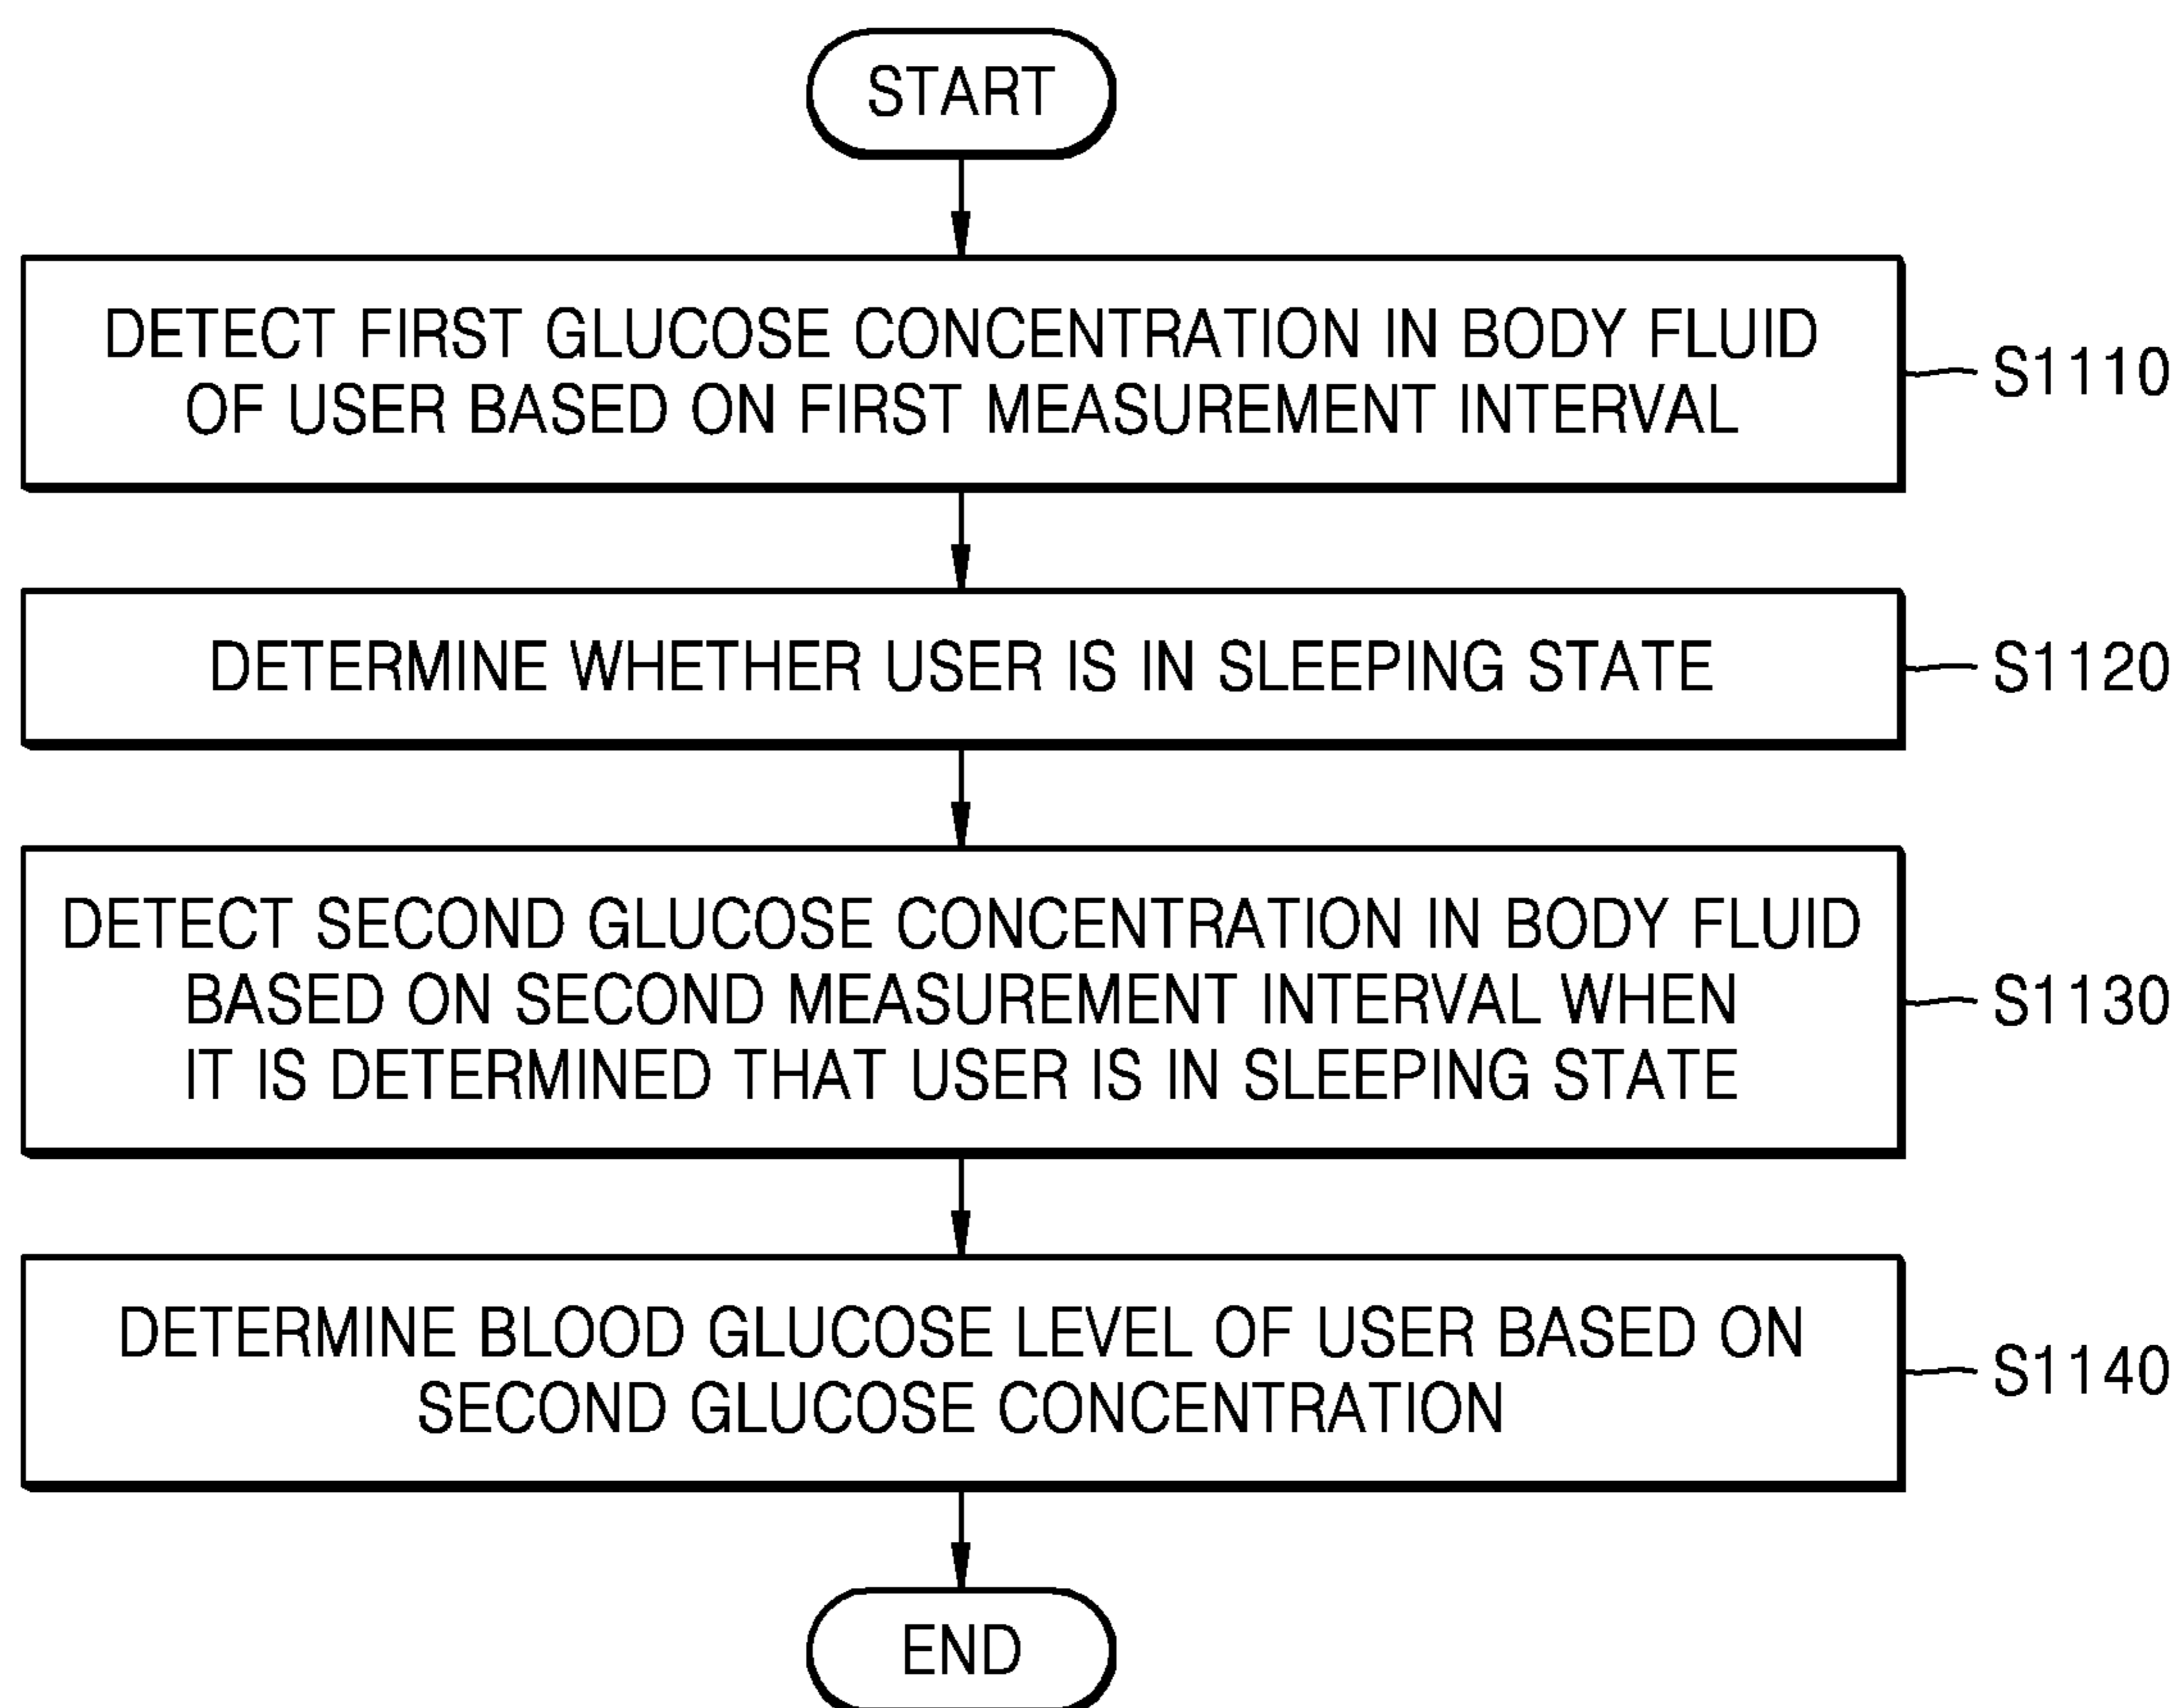 START
DETECT FIRST GLUCOSE CONCENTRATION IN BODY FLUID
OF USER BASED ON FIRST MEASUREMENT INTERVAL
S1110
DETERMINE WHETHER USER IS IN SLEEPING STATE
S1120
DETECT SECOND GLUCOSE CONCENTRATION IN BODY FLUID
BASED ON SECOND MEASUREMENT INTERVAL WHEN
IT IS DETERMINED THAT USER IS IN SLEEPING STATE
S1130
DETERMINE BLOOD GLUCOSE LEVEL OF USER BASED ON
SECOND GLUCOSE CONCENTRATION
S1140
END